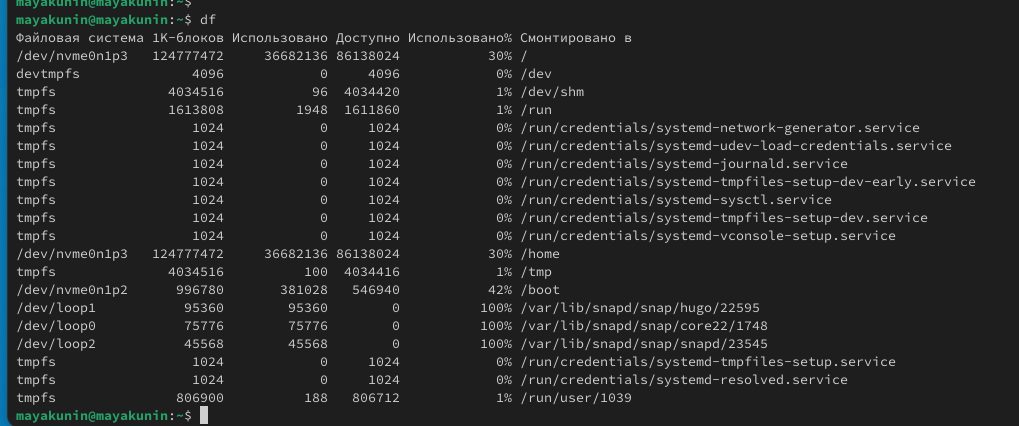 mayakunin@mayakunin:~$
mayakunin@mayakunin:~$ df
Файловая система 1K-блоков Использовано Доступно Использовано% Смонтировано в
/dev/nvme0n1p3   124777472     36682136 86138024           30% /
devtmpfs              4096            0     4096            0% /dev
tmpfs              4034516           96  4034420            1% /dev/shm
tmpfs              1613808         1948  1611860            1% /run
tmpfs                 1024            0     1024            0% /run/credentials/systemd-network-generator.service
tmpfs                 1024            0     1024            0% /run/credentials/systemd-udev-load-credentials.service
tmpfs                 1024            0     1024            0% /run/credentials/systemd-journald.service
tmpfs                 1024            0     1024            0% /run/credentials/systemd-tmpfiles-setup-dev-early.service
tmpfs                 1024            0     1024            0% /run/credentials/systemd-sysctl.service
tmpfs                 1024            0     1024            0% /run/credentials/systemd-tmpfiles-setup-dev.service
tmpfs                 1024            0     1024            0% /run/credentials/systemd-vconsole-setup.service
/dev/nvme0n1p3   124777472     36682136 86138024           30% /home
tmpfs              4034516          100  4034416            1% /tmp
/dev/nvme0n1p2      996780       381028   546940           42% /boot
/dev/loop1           95360        95360        0          100% /var/lib/snapd/snap/hugo/22595
/dev/loop0           75776        75776        0          100% /var/lib/snapd/snap/core22/1748
/dev/loop2           45568        45568        0          100% /var/lib/snapd/snap/snapd/23545
tmpfs                 1024            0     1024            0% /run/credentials/systemd-tmpfiles-setup.service
tmpfs                 1024            0     1024            0% /run/credentials/systemd-resolved.service
tmpfs               806900          188   806712            1% /run/user/1039
mayakunin@mayakunin:~$